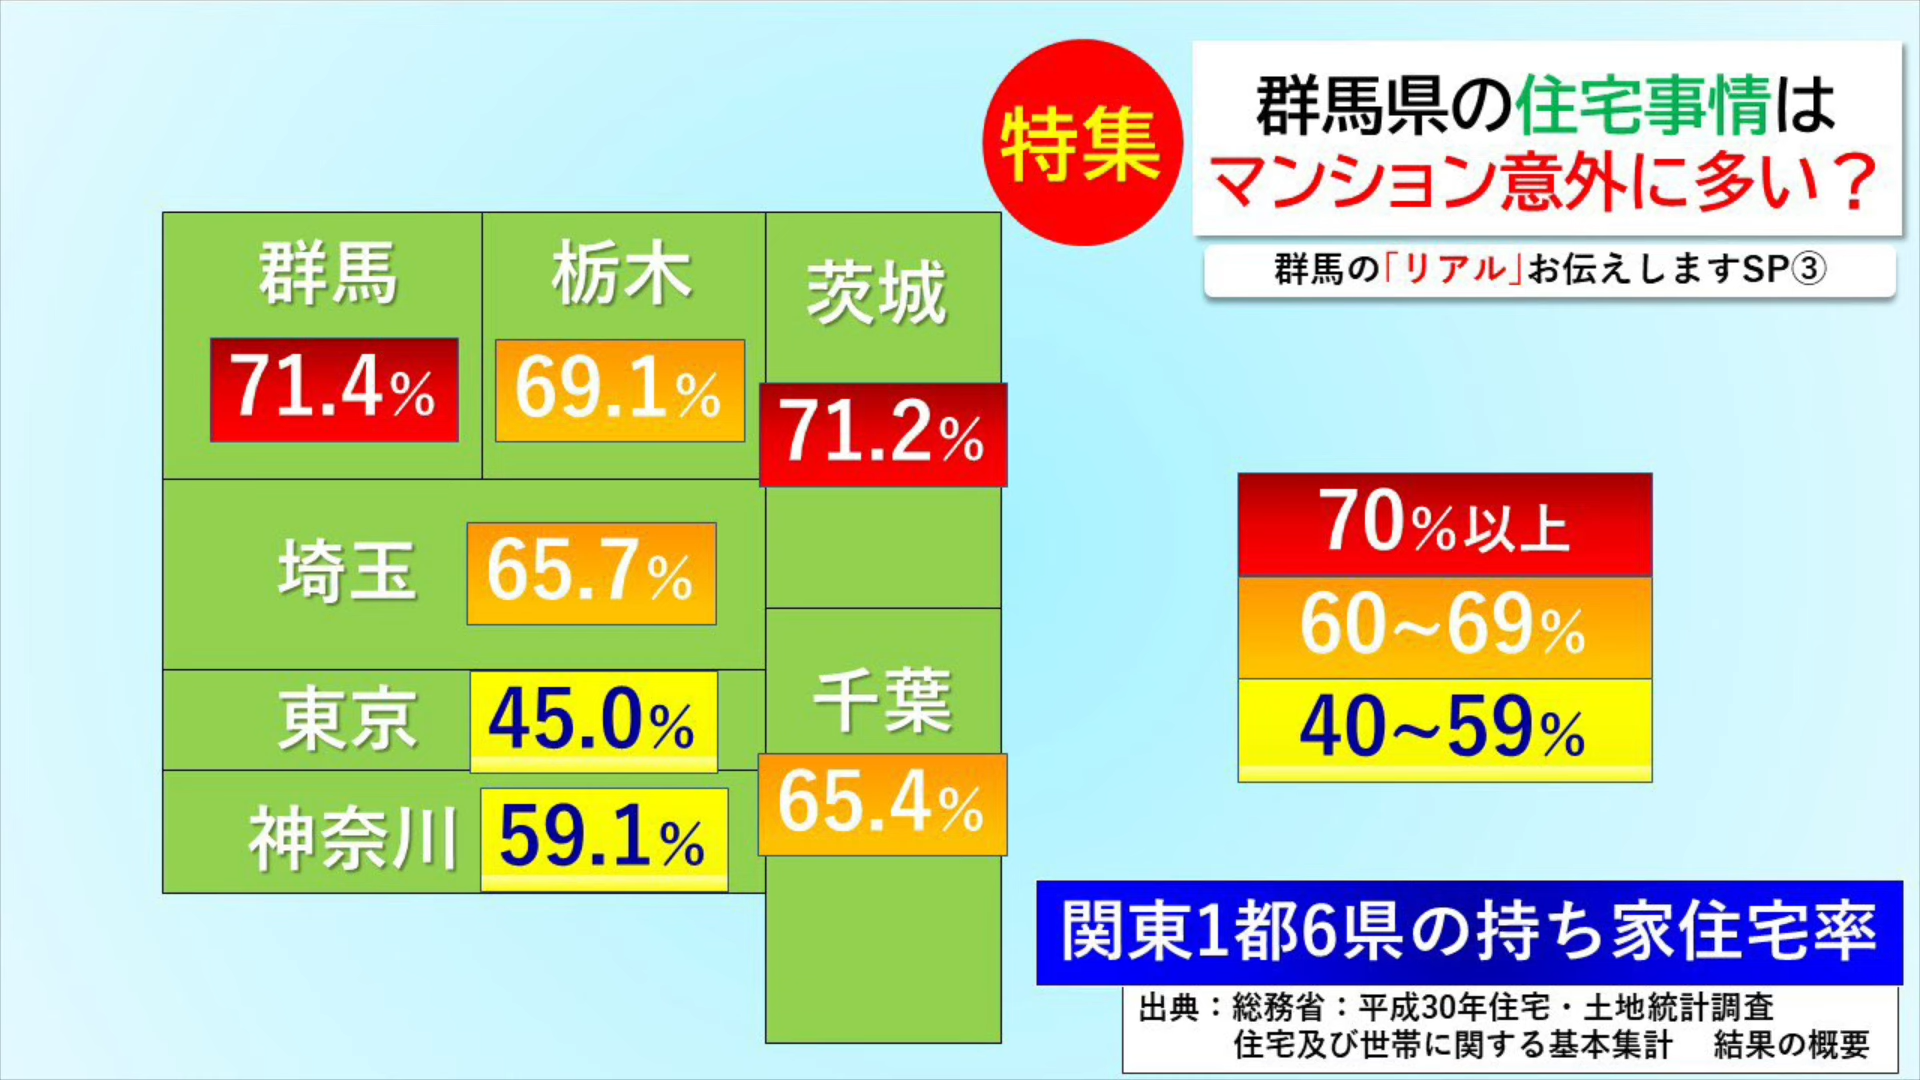 特集
群馬県の住宅事情は
マンション意外に多い？
群馬の「リアル」お伝えしますSP③
群馬
71.4%
栃木
69.1%
茨城
71.2%
埼玉
65.7%
東京
45.0%
千葉
65.4%
神奈川
59.1%
70%以上
60~69%
40~59%
関東1都6県の持ち家住宅率
出典：総務省：平成30年住宅・土地統計調査
住宅及び世帯に関する基本集計　結果の概要